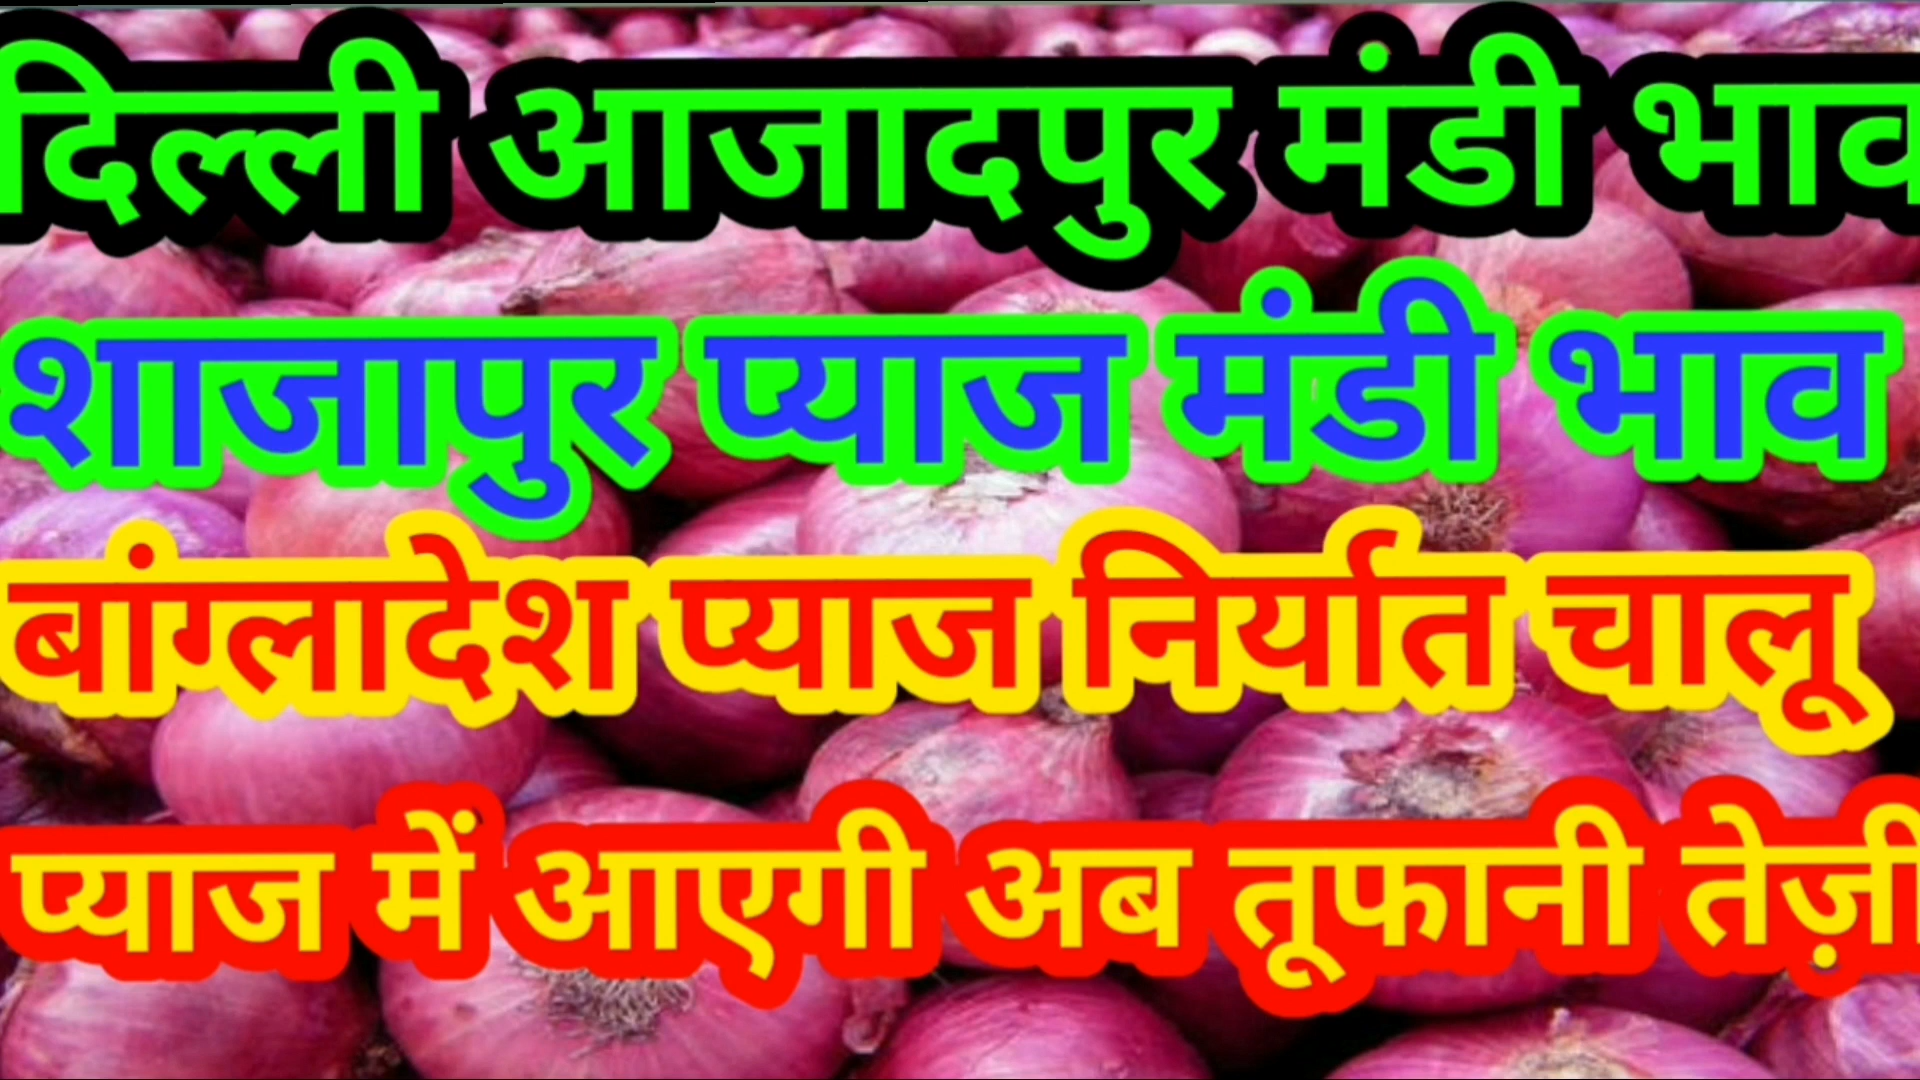 दिल्ली आजादपुर मंडी भाव
शाजापुर प्याज मंडी भाव
बांग्लादेश प्याज निर्यात चालू
प्याज में आएगी अब तूफानी तेज़ी